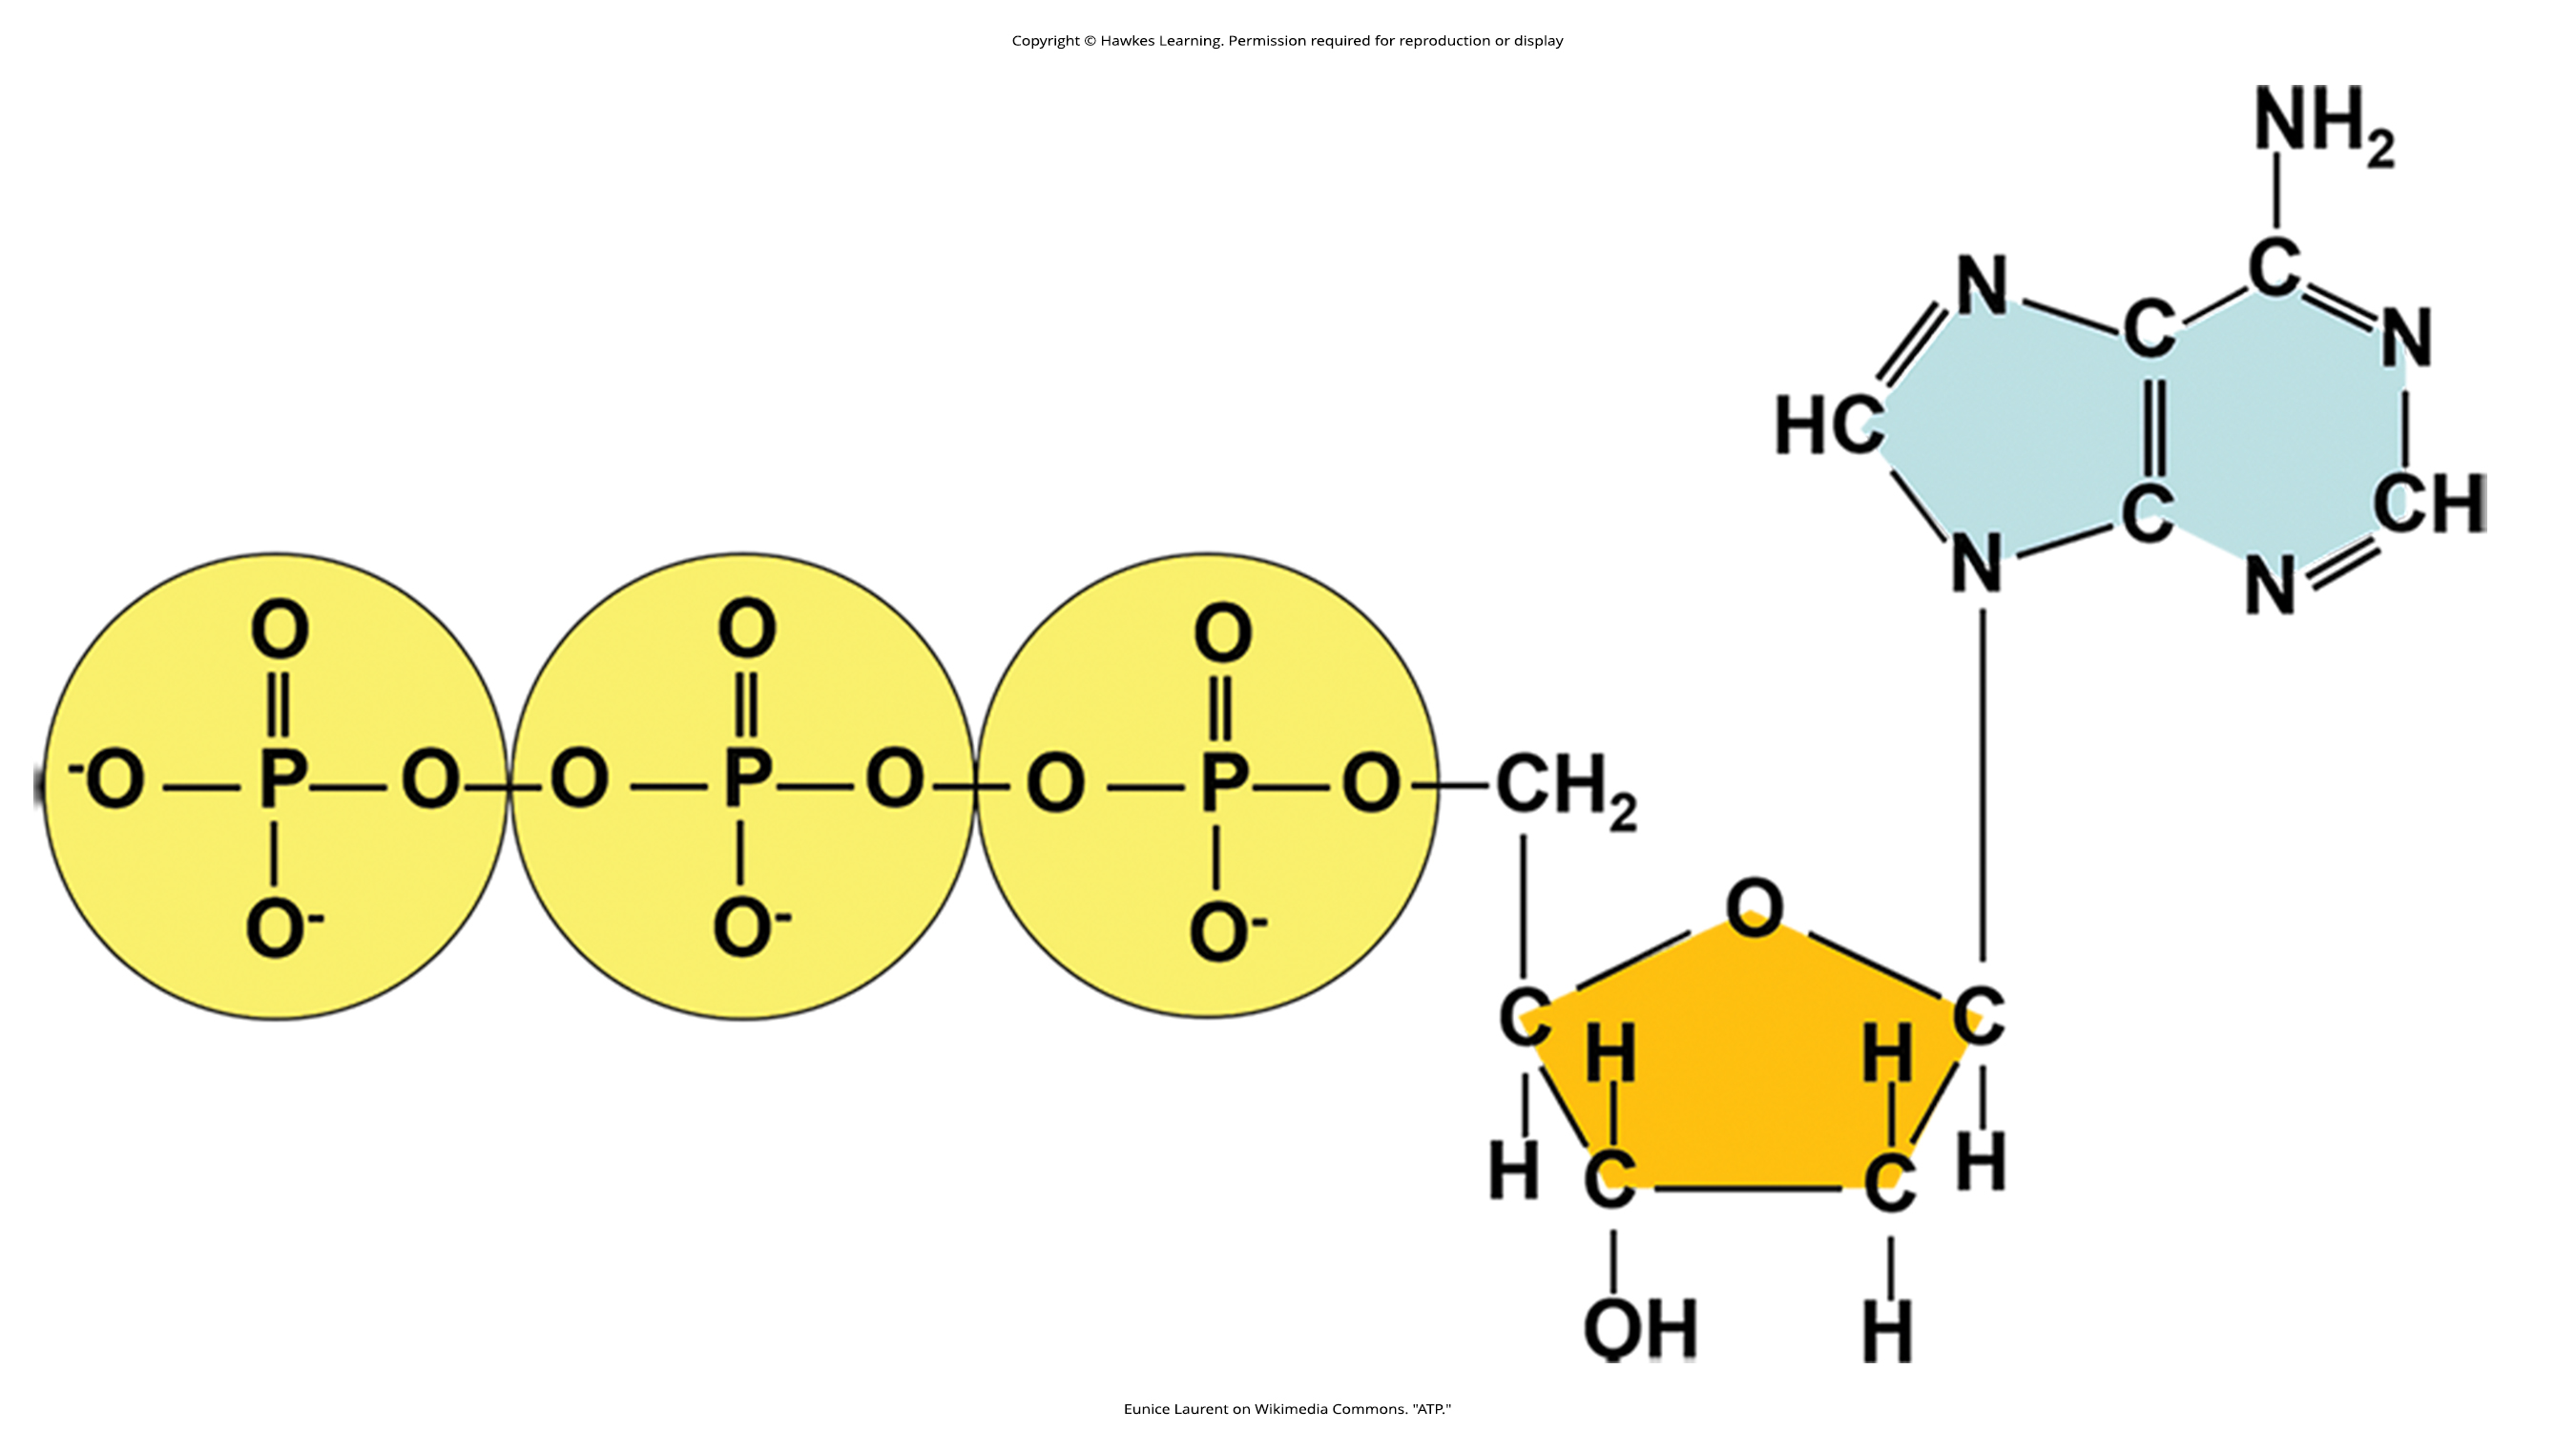 Copyright © Hawkes Learning. Permission required for reproduction or display
NH₂
N C C N
HC C CH
N N
O O O
⁻O P O O P O O P O CH₂
O⁻ O⁻ O⁻
O
C H H C
H C C H
OH H
Eunice Laurent on Wikimedia Commons. "ATP."